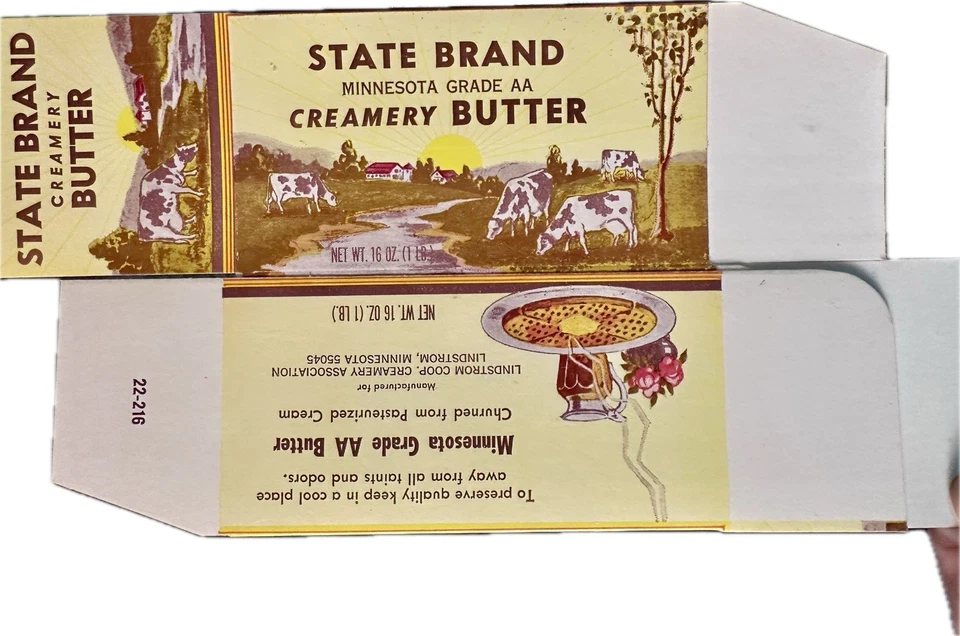 STATE BRAND
CREAMERY
BUTTER
STATE BRAND
MINNESOTA GRADE AA
CREAMERY BUTTER
NET WT. 16 OZ. (1 LB.)
To preserve quality keep in a cool place
away from all taints and odors.
Minnesota Grade AA Butter
Churned from Pasteurized Cream
Manufactured for
LINDSTROM COOP. CREAMERY ASSOCIATION
LINDSTROM, MINNESOTA 55045
NET WT. 16 OZ. (1 LB.)
22-216